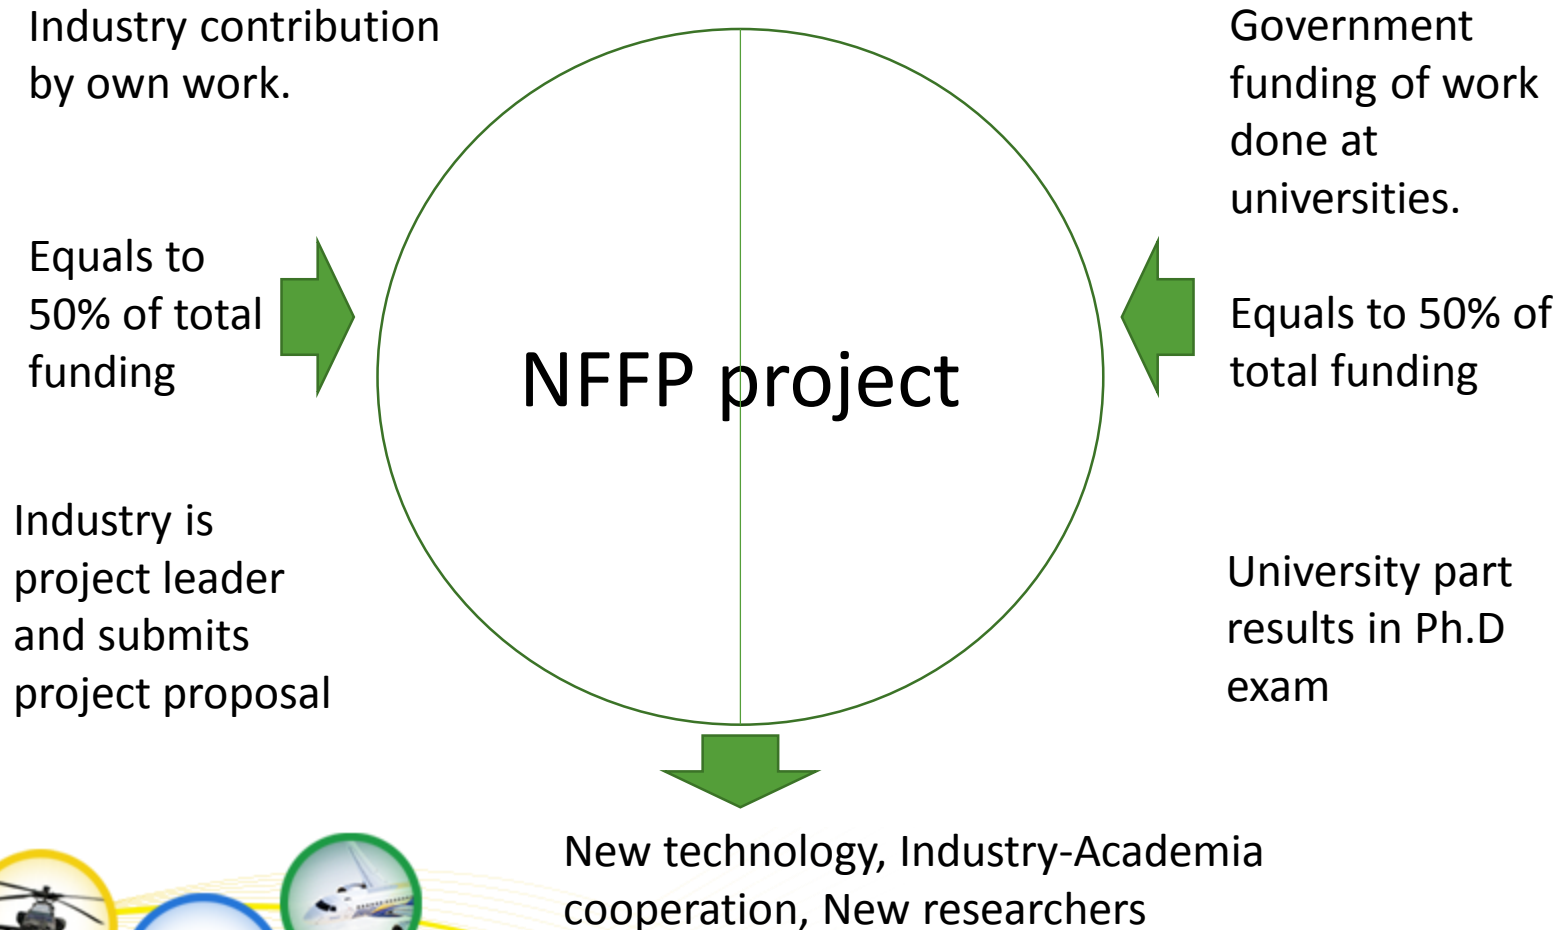 Industry contribution
by own work.
Equals to
50% of total
funding
Industry is
project leader
and submits
project proposal
NFFP project
Government
funding of work
done at
universities.
Equals to 50% of
total funding
University part
results in Ph.D
exam
New technology, Industry-Academia
cooperation, New researchers